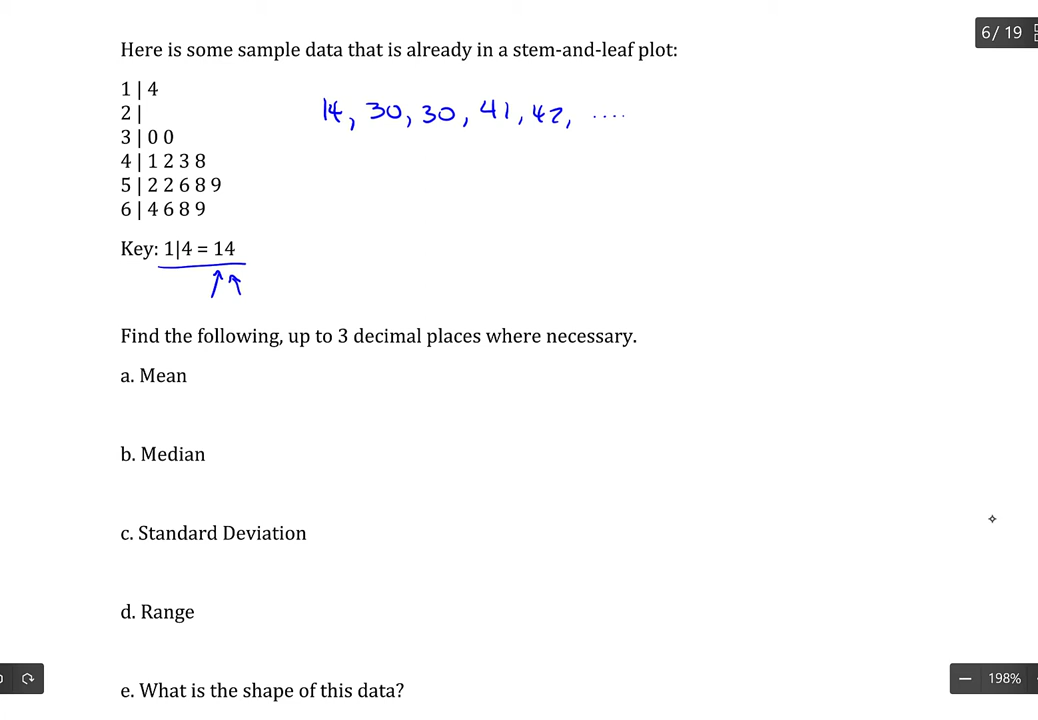 6 / 19
Here is some sample data that is already in a stem-and-leaf plot:
1 | 4
2 |
3 | 0 0
4 | 1 2 3 8
5 | 2 2 6 8 9
6 | 4 6 8 9
14, 30, 30, 41, 42, ....
Key: 1|4 = 14
Find the following, up to 3 decimal places where necessary.
a. Mean
b. Median
c. Standard Deviation
d. Range
e. What is the shape of this data?
198%